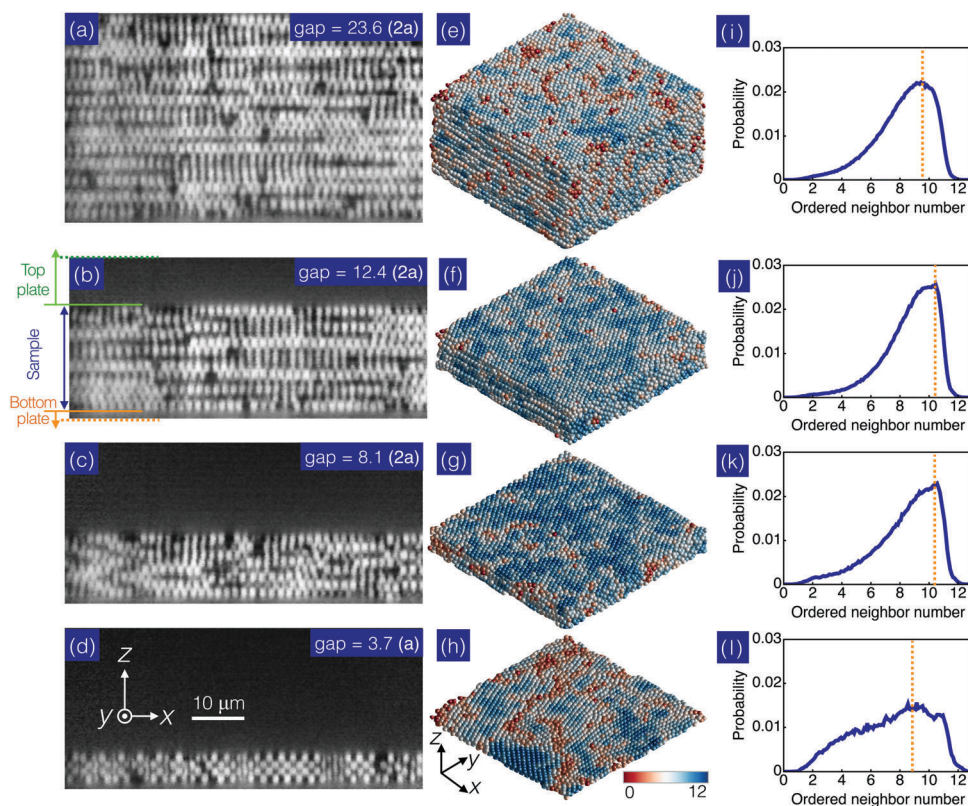 (a)
gap = 23.6 (2a)
(e)
(i)
0.03
0.02
0.01
0
Probability
0 2 4 6 8 10 12
Ordered neighbor number
Top
plate
Sample
Bottom
plate
(b)
gap = 12.4 (2a)
(f)
(j)
0.03
0.02
0.01
0
Probability
0 2 4 6 8 10 12
Ordered neighbor number
(c)
gap = 8.1 (2a)
(g)
(k)
0.03
0.02
0.01
0
Probability
0 2 4 6 8 10 12
Ordered neighbor number
(d)
gap = 3.7 (a)
z
y
x
10 μm
(h)
z
y
x
0
12
(l)
0.03
0.02
0.01
0
Probability
0 2 4 6 8 10 12
Ordered neighbor number